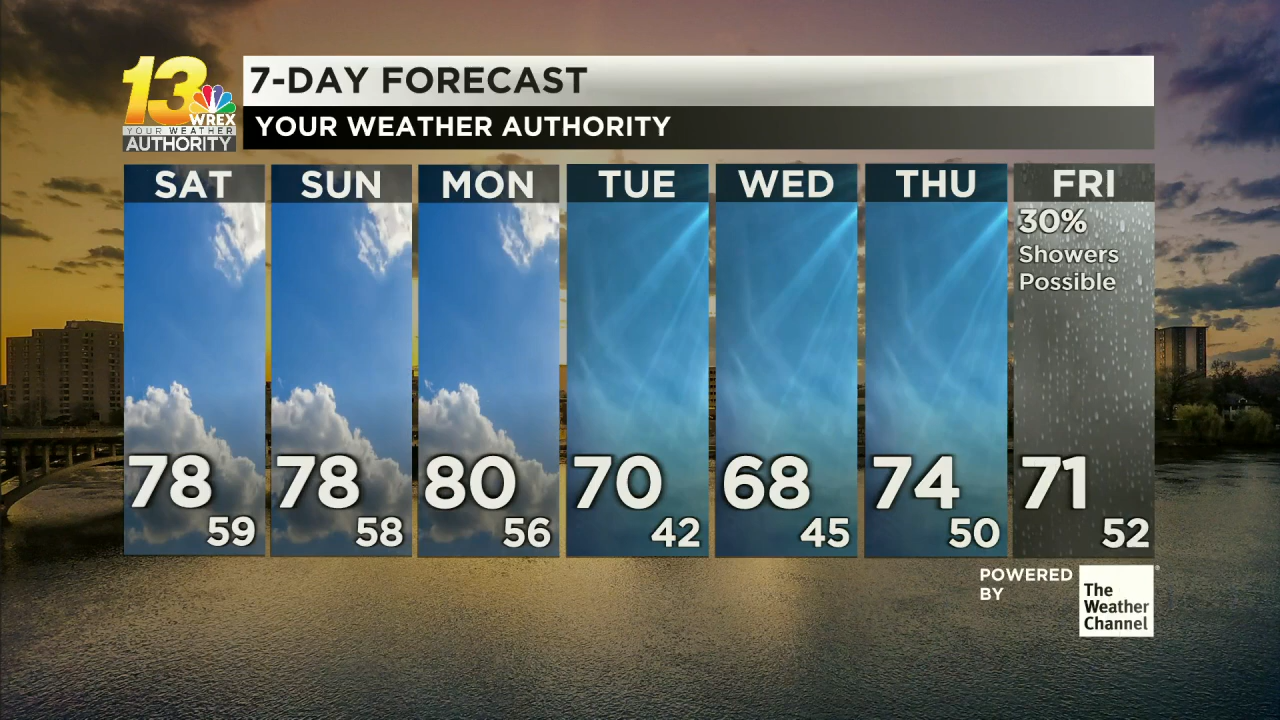 13
WREX
YOUR WEATHER
AUTHORITY
7-DAY FORECAST
YOUR WEATHER AUTHORITY
SAT SUN MON TUE WED THU FRI
30%
Showers
Possible
78 78 80 70 68 74 71
59 58 56 42 45 50 52
POWERED
BY
The
Weather
Channel